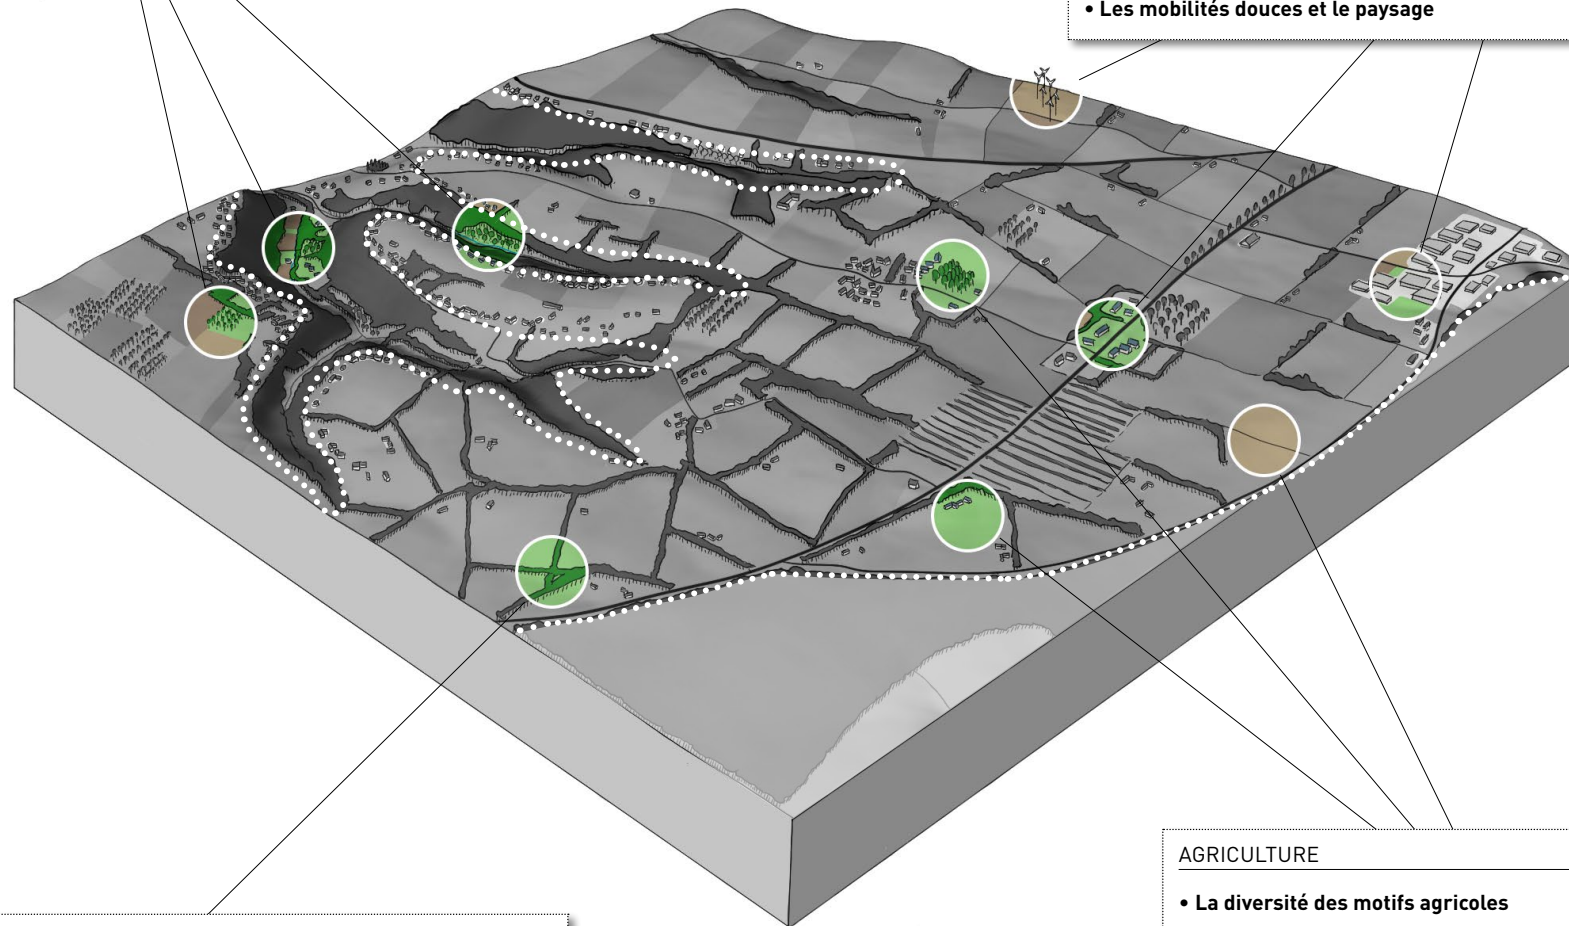 • Les mobilités douces et le paysage
AGRICULTURE
• La diversité des motifs agricoles